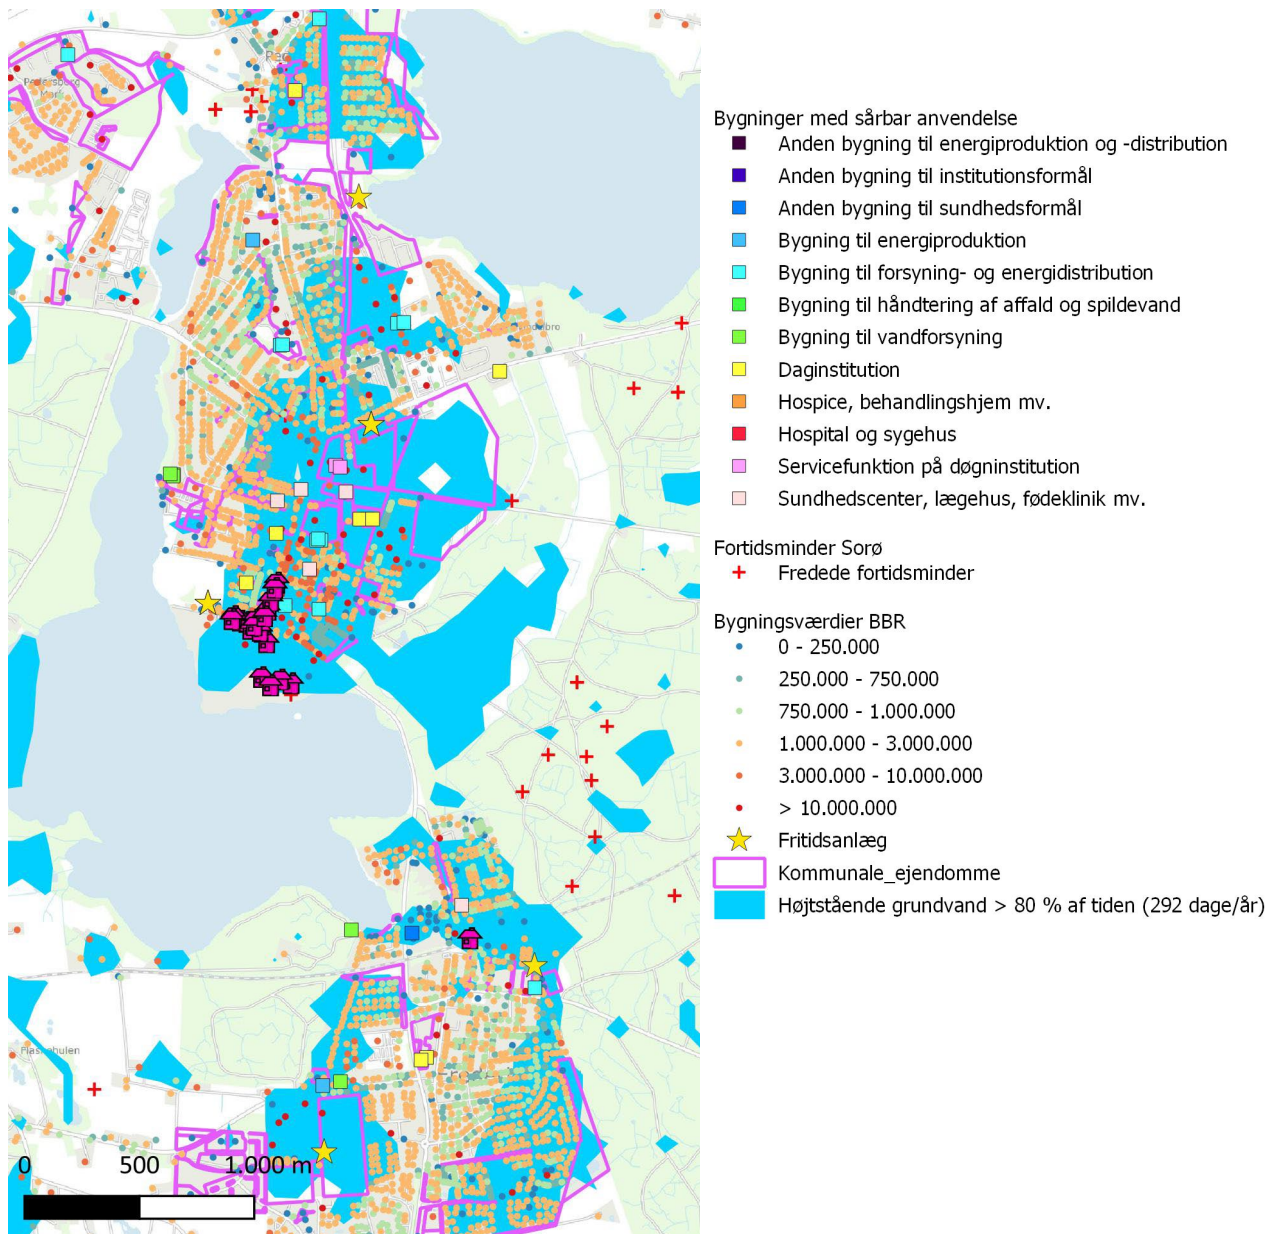 Pedersborg
Bygninger med sårbar anvendelse
Anden bygning til energiproduktion og -distribution
Anden bygning til institutionsformål
Anden bygning til sundhedsformål
Bygning til energiproduktion
Bygning til forsyning- og energidistribution
Bygning til håndtering af affald og spildevand
Bygning til vandforsyning
Daginstitution
Hospice, behandlingshjem mv.
Hospital og sygehus
Servicefunktion på døgninstitution
Sundhedscenter, lægehus, fødeklinik mv.
Fortidsminder Sorø
Fredede fortidsminder
Bygningsværdier BBR
0 - 250.000
250.000 - 750.000
750.000 - 1.000.000
1.000.000 - 3.000.000
3.000.000 - 10.000.000
> 10.000.000
Fritidsanlæg
Kommunale_ejendomme
Højtstående grundvand > 80 % af tiden (292 dage/år)
0 500 1.000 m